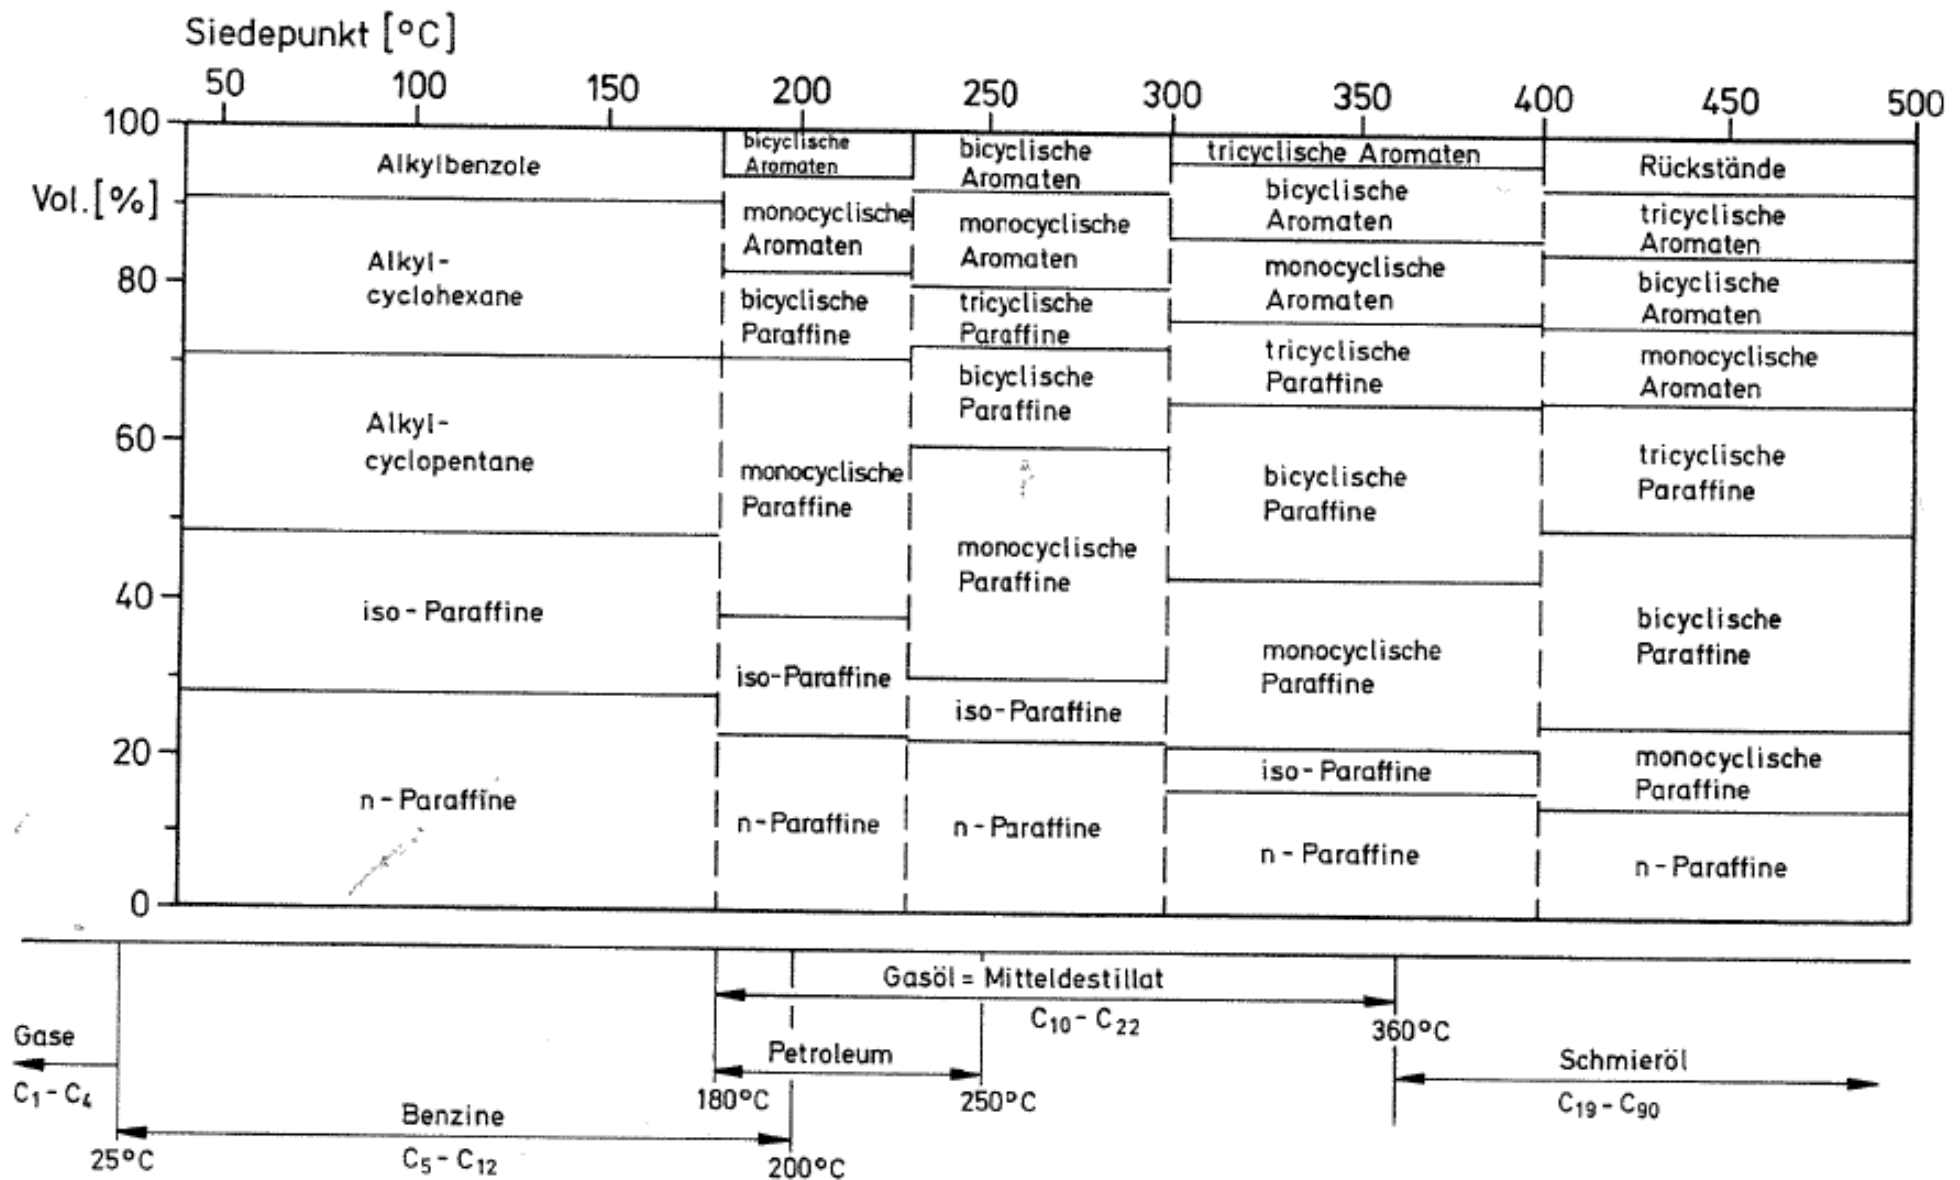 Siedepunkt [°C]
50 100 150 200 250 300 350 400 450 500
Vol.[%]
100
80
60
40
20
0
Alkylbenzole
Alkyl-
cyclohexane
Alkyl-
cyclopentane
iso-Paraffine
n-Paraffine
bicyclische
Aromaten
monocyclische
Aromaten
bicyclische
Paraffine
monocyclische
Paraffine
iso-Paraffine
n-Paraffine
bicyclische
Aromaten
monocyclische
Aromaten
tricyclische
Paraffine
bicyclische
Paraffine
monocyclische
Paraffine
iso-Paraffine
n-Paraffine
tricyclische Aromaten
bicyclische
Aromaten
monocyclische
Aromaten
tricyclische
Paraffine
bicyclische
Paraffine
monocyclische
Paraffine
iso-Paraffine
n-Paraffine
Rückstände
tricyclische
Aromaten
bicyclische
Aromaten
monocyclische
Aromaten
tricyclische
Paraffine
bicyclische
Paraffine
monocyclische
Paraffine
n-Paraffine
Gase
C₁-C₄
25°C
Benzine
C₅-C₁₂
200°C
Gasöl = Mitteldestillat
C₁₀-C₂₂
360°C
Petroleum
180°C
250°C
Schmieröl
C₁₉-C₉₀